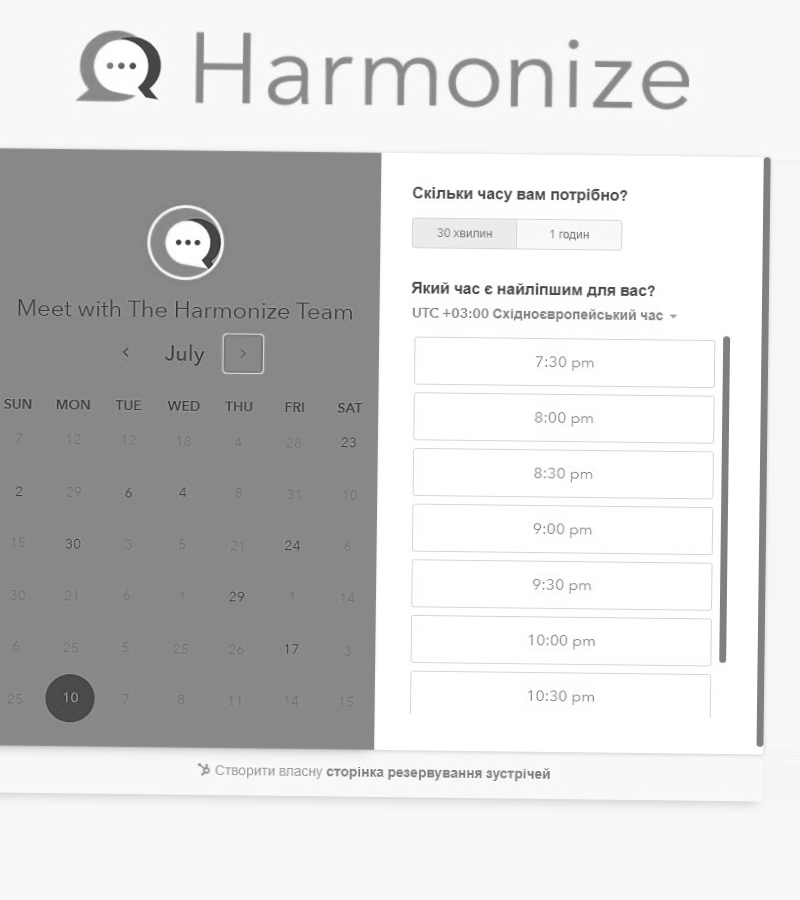 Harmonize
Meet with The Harmonize Team
July
SUN MON TUE WED THU FRI SAT
7 12 12 18 4 28 23
2 29 6 4 8 31 10
15 30 3 5 21 24 6
30 21 6 1 29 1 14
6 25 5 25 26 17 3
25 10 7 8 11 14 15
Скільки часу вам потрібно?
30 хвилин 1 годин
Який час є найліпшим для вас?
UTC +03:00 Східноєвропейський час
7:30 pm
8:00 pm
8:30 pm
9:00 pm
9:30 pm
10:00 pm
10:30 pm
Створити власну сторінка резервування зустрічей